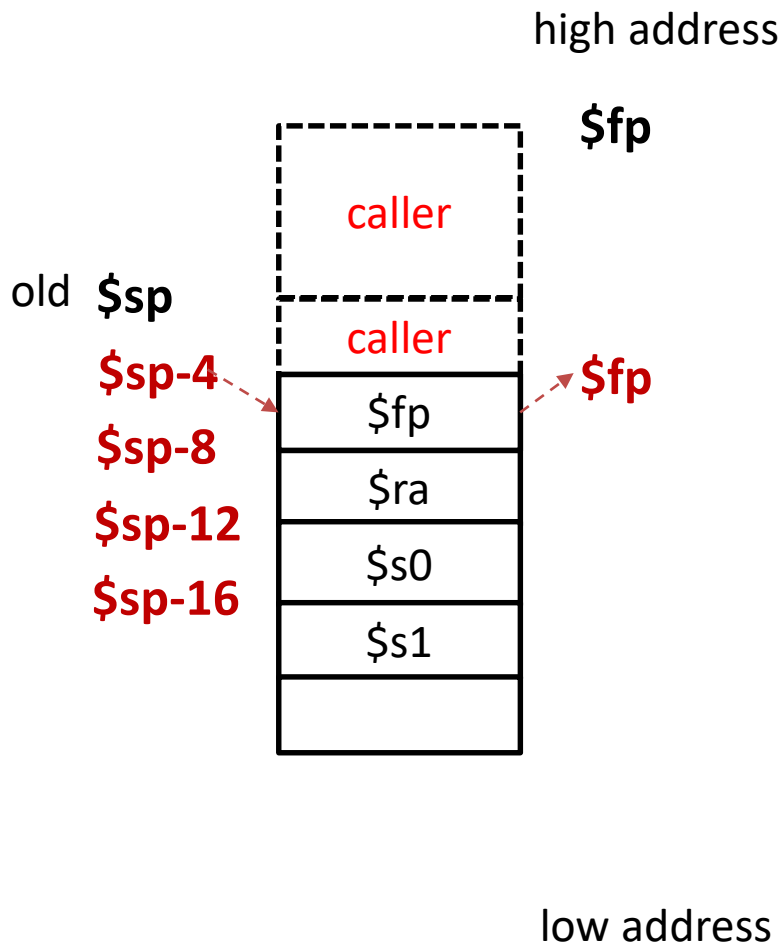 high address
$fp
caller
old $sp
caller
$sp-4
$fp
$fp
$sp-8
$ra
$sp-12
$s0
$sp-16
$s1
low address